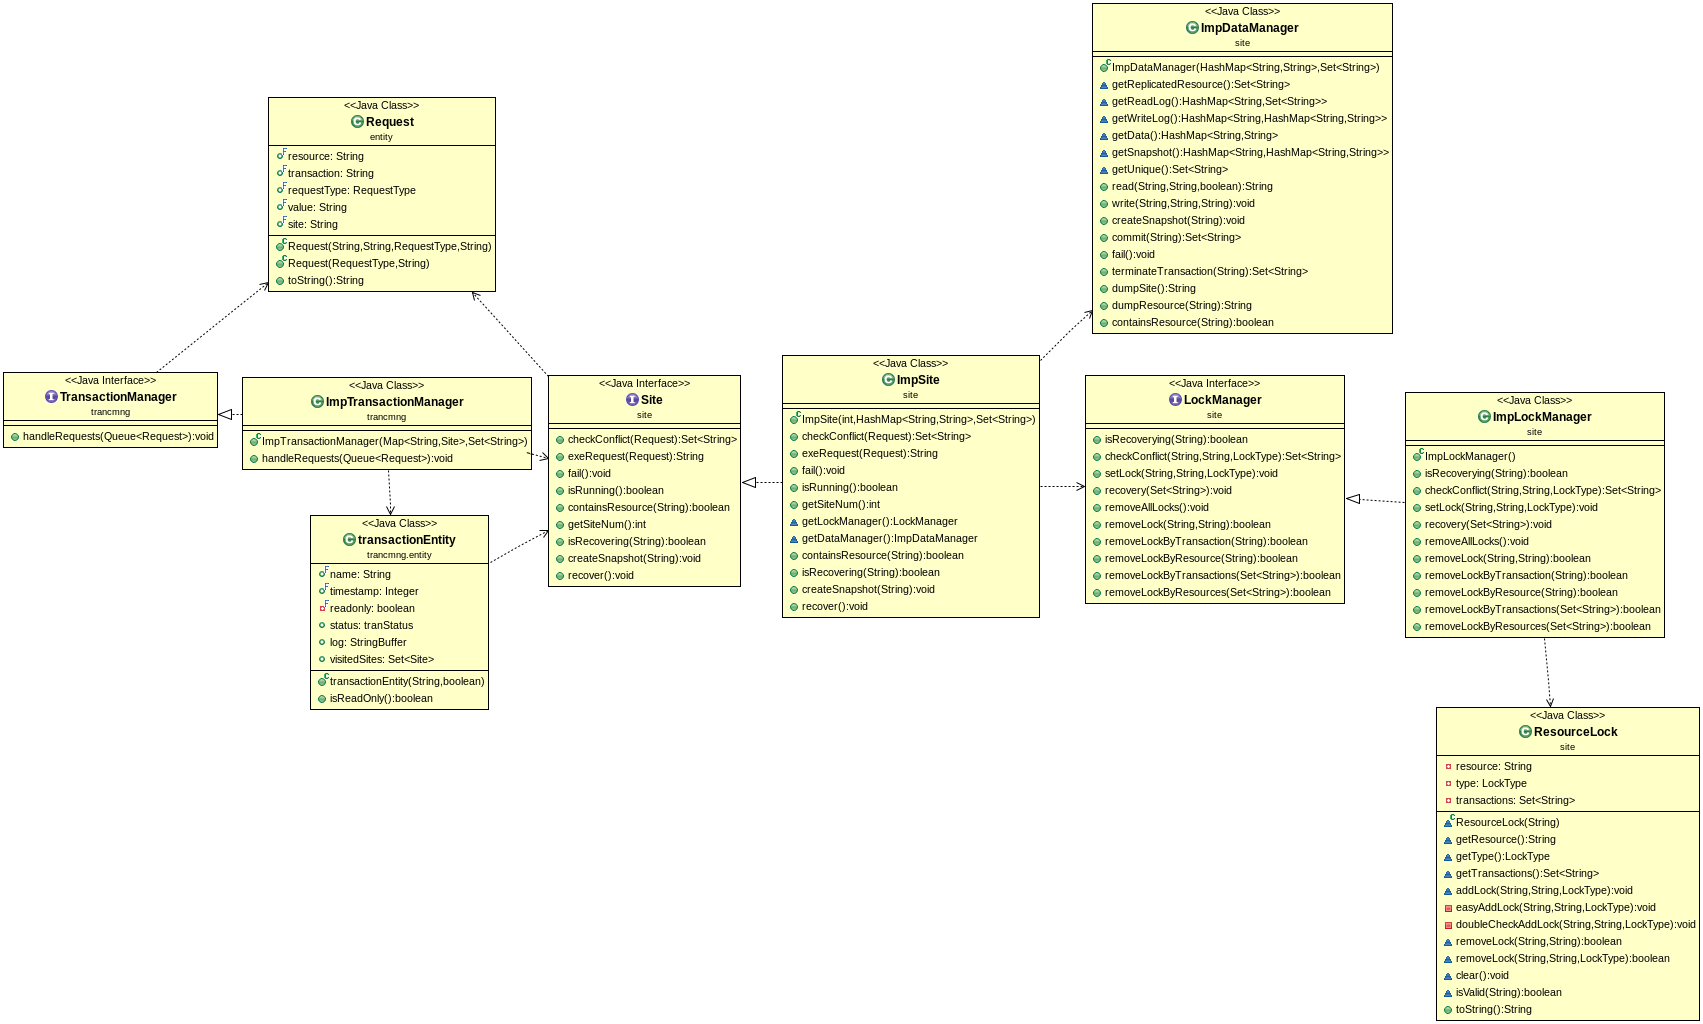 <<Java Class>>
ImpDataManager
site
ImpDataManager(HashMap<String,String>,Set<String>)
getReplicatedResource():Set<String>
getReadLog():HashMap<String,Set<String>>
getWriteLog():HashMap<String,HashMap<String,String>>
getData():HashMap<String,String>
getSnapshot():HashMap<String,HashMap<String,String>>
getUnique():Set<String>
read(String,String,boolean):String
write(String,String,String):void
createSnapshot(String):void
commit(String):Set<String>
fail():void
terminateTransaction(String):Set<String>
dumpSite():String
dumpResource(String):String
containsResource(String):boolean
<<Java Class>>
Request
entity
resource: String
transaction: String
requestType: RequestType
value: String
site: String
Request(String,String,RequestType,String)
Request(RequestType,String)
toString():String
<<Java Interface>>
TransactionManager
trancmng
handleRequests(Queue<Request>):void
<<Java Class>>
ImpTransactionManager
trancmng
ImpTransactionManager(Map<String,Site>,Set<String>)
handleRequests(Queue<Request>):void
<<Java Class>>
transactionEntity
trancmng.entity
name: String
timestamp: Integer
readonly: boolean
status: tranStatus
log: StringBuffer
visitedSites: Set<Site>
transactionEntity(String,boolean)
isReadOnly():boolean
<<Java Interface>>
Site
site
checkConflict(Request):Set<String>
exeRequest(Request):String
fail():void
isRunning():boolean
containsResource(String):boolean
getSiteNum():int
isRecovering(String):boolean
createSnapshot(String):void
recover():void
<<Java Class>>
ImpSite
site
ImpSite(int,HashMap<String,String>,Set<String>)
checkConflict(Request):Set<String>
exeRequest(Request):String
fail():void
isRunning():boolean
getSiteNum():int
getLockManager():LockManager
getDataManager():ImpDataManager
containsResource(String):boolean
isRecovering(String):boolean
createSnapshot(String):void
recover():void
<<Java Interface>>
LockManager
site
isRecoverying(String):boolean
checkConflict(String,String,LockType):Set<String>
setLock(String,String,LockType):void
recovery(Set<String>):void
removeAllLocks():void
removeLock(String,String):boolean
removeLockByTransaction(String):boolean
removeLockByResource(String):boolean
removeLockByTransactions(Set<String>):boolean
removeLockByResources(Set<String>):boolean
<<Java Class>>
ImpLockManager
site
ImpLockManager()
isRecoverying(String):boolean
checkConflict(String,String,LockType):Set<String>
setLock(String,String,LockType):void
recovery(Set<String>):void
removeAllLocks():void
removeLock(String,String):boolean
removeLockByTransaction(String):boolean
removeLockByResource(String):boolean
removeLockByTransactions(Set<String>):boolean
removeLockByResources(Set<String>):boolean
<<Java Class>>
ResourceLock
site
resource: String
type: LockType
transactions: Set<String>
ResourceLock(String)
getResource():String
getType():LockType
getTransactions():Set<String>
addLock(String,String,LockType):void
easyAddLock(String,String,LockType):void
doubleCheckAddLock(String,String,LockType):void
removeLock(String,String):boolean
removeLock(String,String,LockType):boolean
clear():void
isValid(String):boolean
toString():String